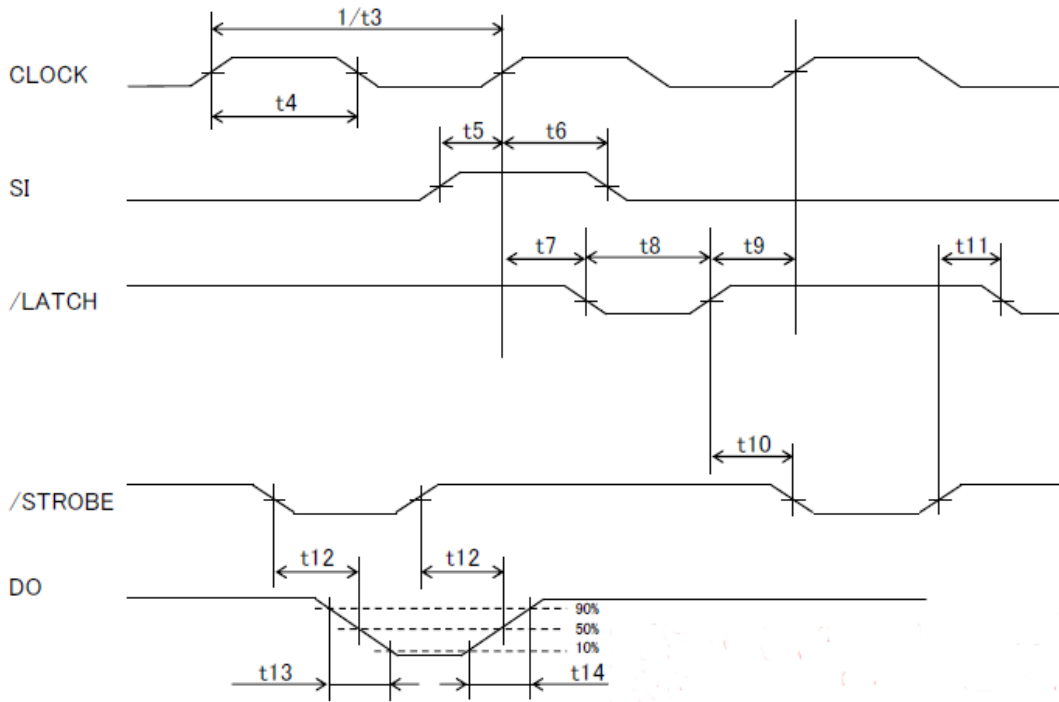 1/t3
CLOCK
t4
t5
t6
SI
t7
t8
t9
t11
/LATCH
t10
/STROBE
t12
t12
DO
90%
50%
10%
t13
t14